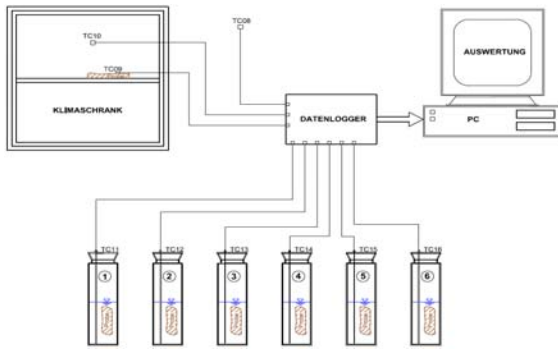 TC10
TC08
TC09
KLIMASCHRANK
DATENLOGGER
AUSWERTUNG
PC
TC11
TC12
TC13
TC14
TC15
TC16
1
2
3
4
5
6